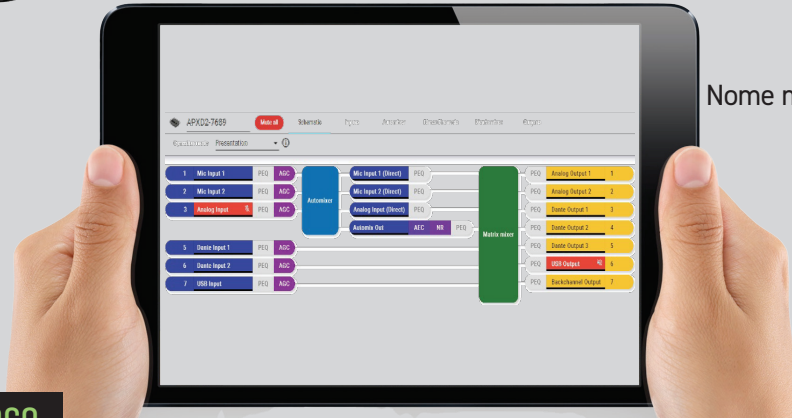 Nome n
APXD2-7689 Mute all Schematic Inputs Automixer Matrix mixer Outputs
Presentation
1 Mic Input 1 PEQ AGC
2 Mic Input 2 PEQ AGC
3 Analog Input PEQ AGC
5 Dante Input 1 PEQ AGC
6 Dante Input 2 PEQ AGC
7 USB Input PEQ AGC
Automixer
Mic Input 1 (Direct) PEQ
Mic Input 2 (Direct) PEQ
Analog Input (Direct) PEQ
Automix Out AEC NR PEQ
Matrix mixer
PEQ Analog Output 1 1
PEQ Analog Output 2 2
PEQ Dante Output 1 3
PEQ Dante Output 2 4
PEQ Dante Output 3 5
PEQ USB Output 6
PEQ Backchannel Output 7